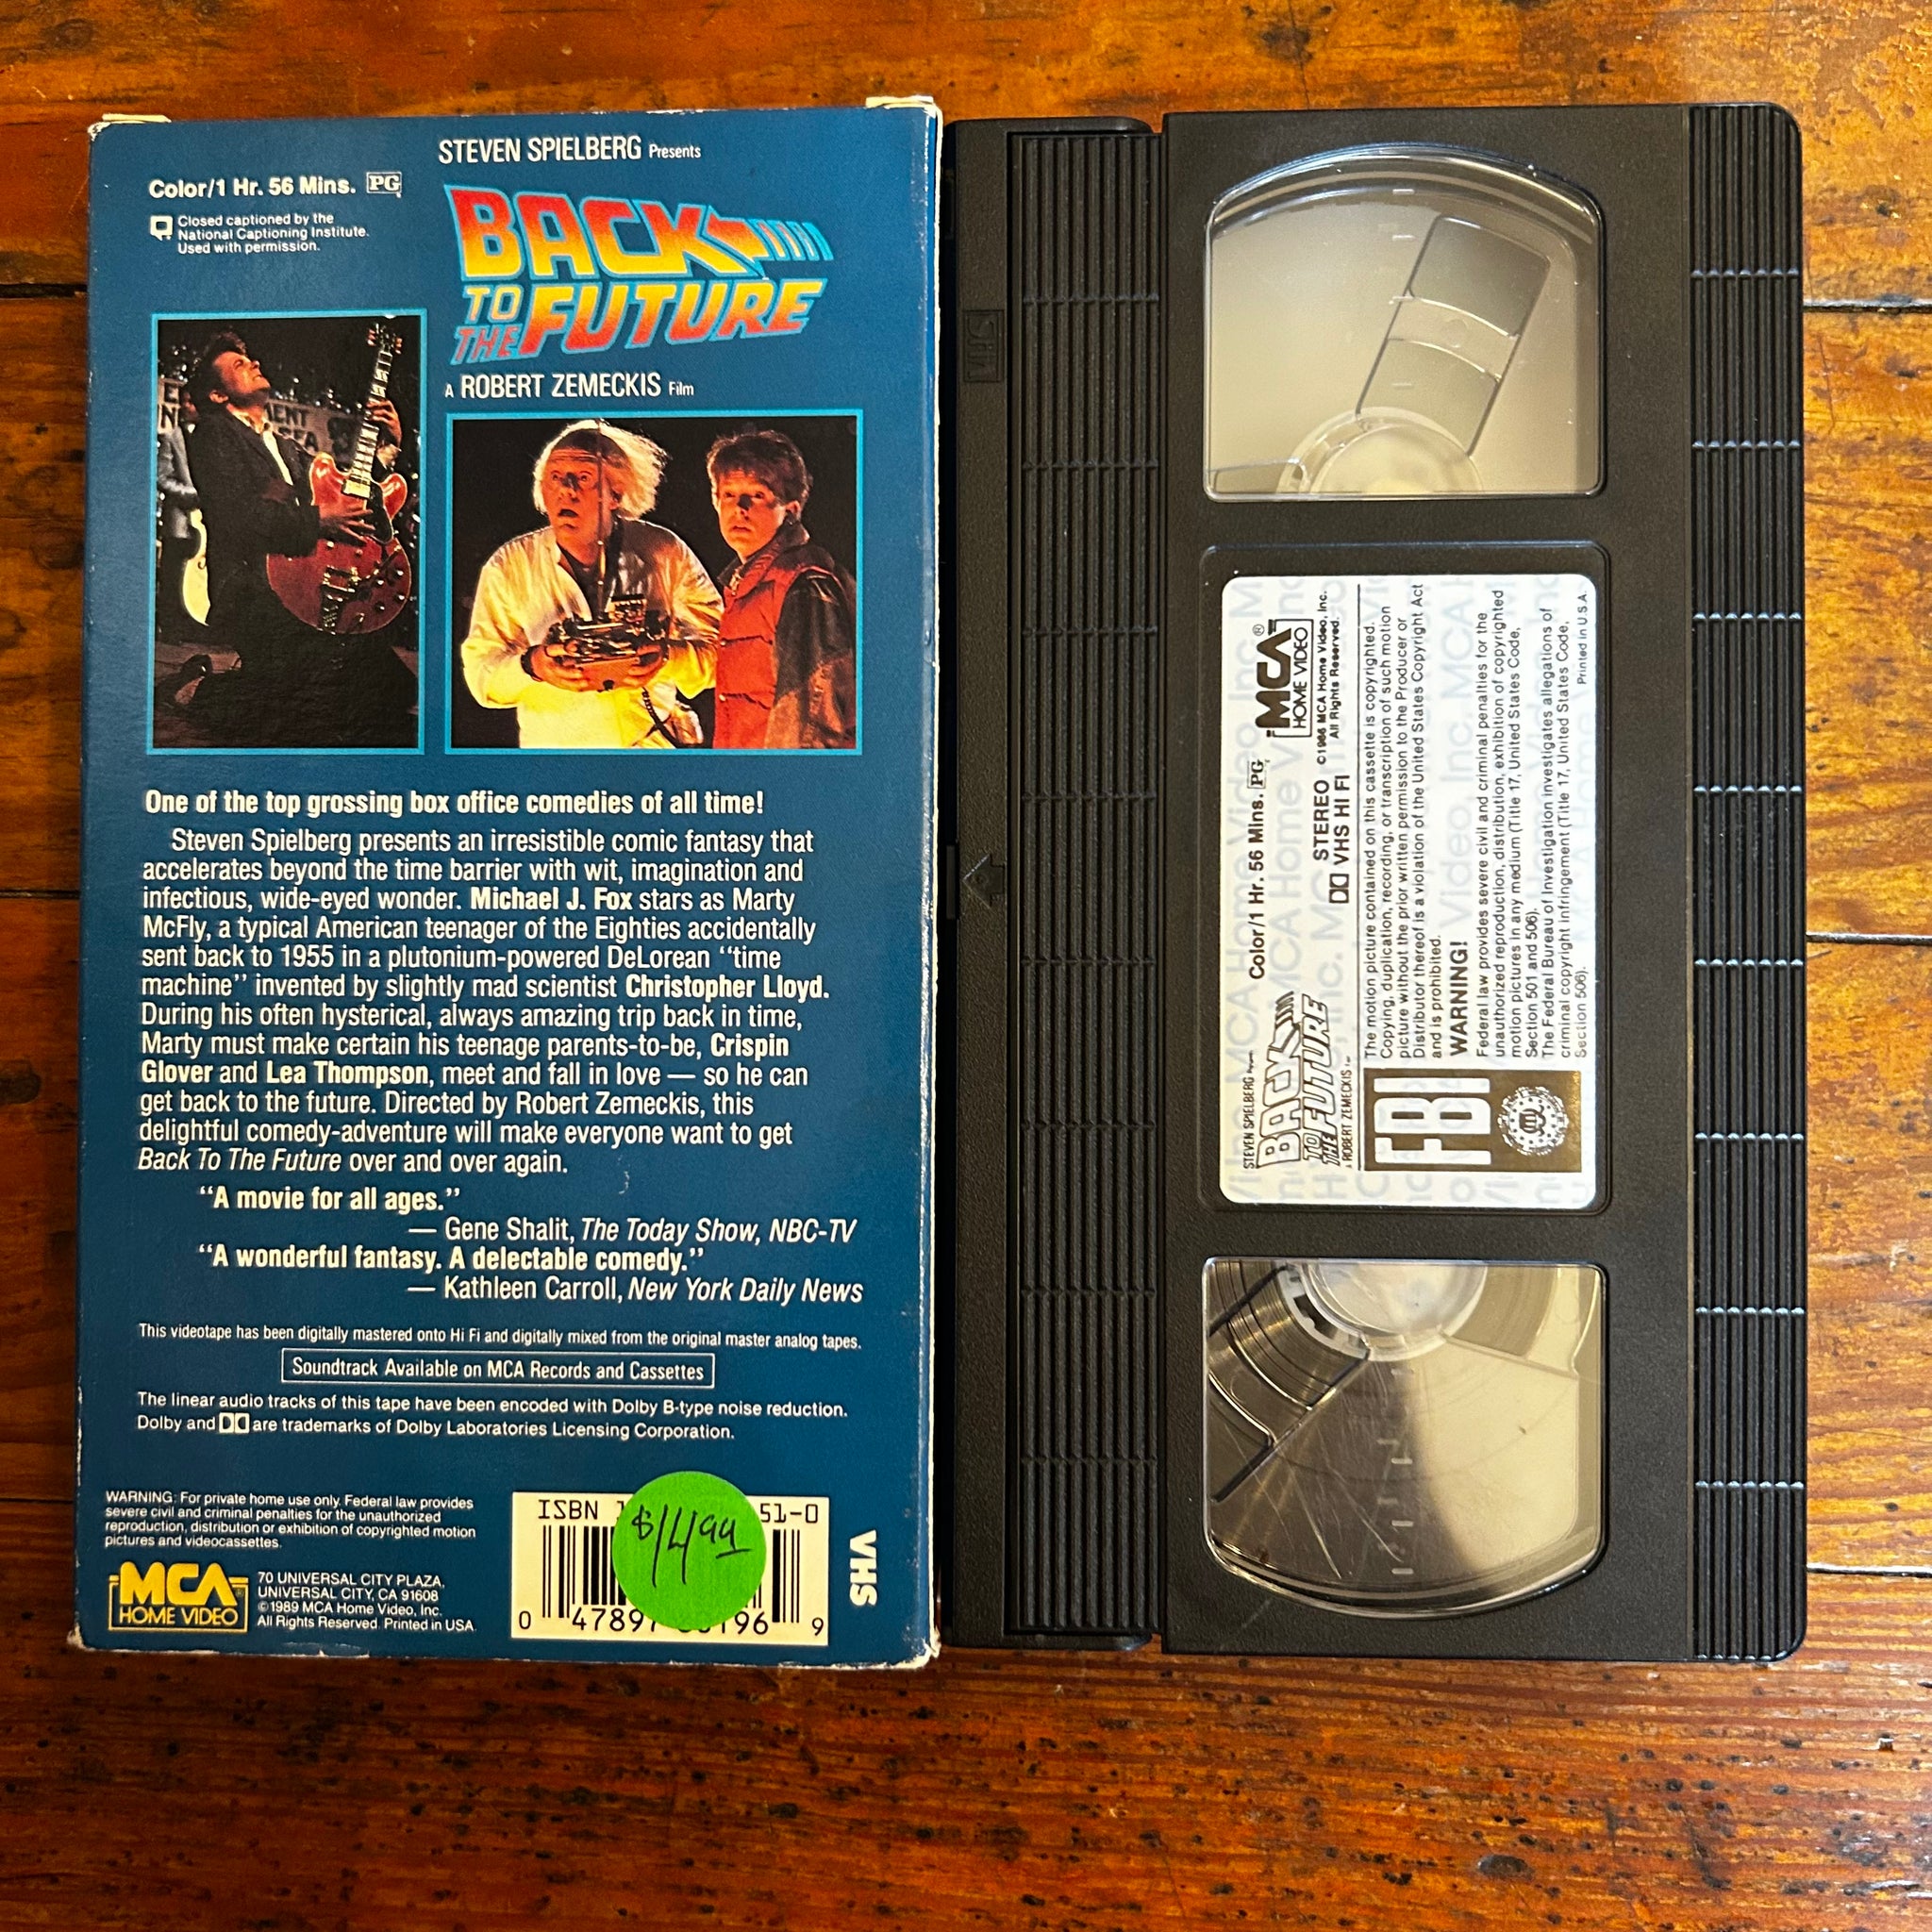 STEVEN SPIELBERG Presents
Color/1 Hr. 56 Mins. PG
Closed captioned by the
National Captioning Institute.
Used with permission.
BACK
TO
THE FUTURE
A ROBERT ZEMECKIS Film
One of the top grossing box office comedies of all time!
Steven Spielberg presents an irresistible comic fantasy that
accelerates beyond the time barrier with wit, imagination and
infectious, wide-eyed wonder. Michael J. Fox stars as Marty
McFly, a typical American teenager of the Eighties accidentally
sent back to 1955 in a plutonium-powered DeLorean “time
machine” invented by slightly mad scientist Christopher Lloyd.
During his often hysterical, always amazing trip back in time,
Marty must make certain his teenage parents-to-be, Crispin
Glover and Lea Thompson, meet and fall in love — so he can
get back to the future. Directed by Robert Zemeckis, this
delightful comedy-adventure will make everyone want to get
Back To The Future over and over again.
“A movie for all ages.”
— Gene Shalit, The Today Show, NBC-TV
“A wonderful fantasy. A delectable comedy.”
— Kathleen Carroll, New York Daily News
This videotape has been digitally mastered onto Hi Fi and digitally mixed from the original master analog tapes.
Soundtrack Available on MCA Records and Cassettes
The linear audio tracks of this tape have been encoded with Dolby B-type noise reduction.
Dolby and are trademarks of Dolby Laboratories Licensing Corporation.
WARNING: For private home use only. Federal law provides
severe civil and criminal penalties for the unauthorized
reproduction, distribution or exhibition of copyrighted motion
pictures and videocassettes.
MCA
HOME VIDEO
70 UNIVERSAL CITY PLAZA,
UNIVERSAL CITY, CA 91608
©1989 MCA Home Video, Inc.
All Rights Reserved. Printed in USA
ISBN 51-0
$14.99
0 4789 196 9
VHS
VHS
STEVEN SPIELBERG Presents
BACK
TO
THE FUTURE
A ROBERT ZEMECKIS Film
Color/1 Hr. 56 Mins. PG
STEREO
VHS HI FI
MCA®
HOME VIDEO
©1986 MCA Home Video, Inc.
All Rights Reserved.
The motion picture contained on this cassette is copyrighted.
Copying, duplication, recording, or transcription of such motion
picture without the prior written permission to the Producer or
Distributor thereof is a violation of the United States Copyright Act
and is prohibited.
FBI
WARNING!
Federal law provides severe civil and criminal penalties for the
unauthorized reproduction, distribution, exhibition of copyrighted
motion pictures in any medium (Title 17, United States Code,
Section 501 and 506).
The Federal Bureau of Investigation investigates allegations of
criminal copyright infringement (Title 17, United States Code,
Section 506).
Printed in U.S.A.